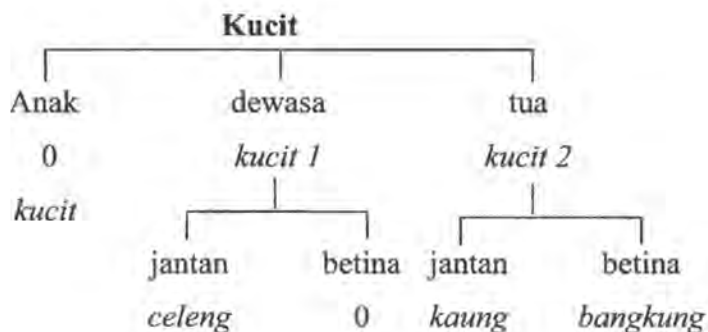 Kucit
Anak dewasa tua
0 kucit 1 kucit 2
kucit
jantan betina jantan betina
celeng 0 kaung bangkung